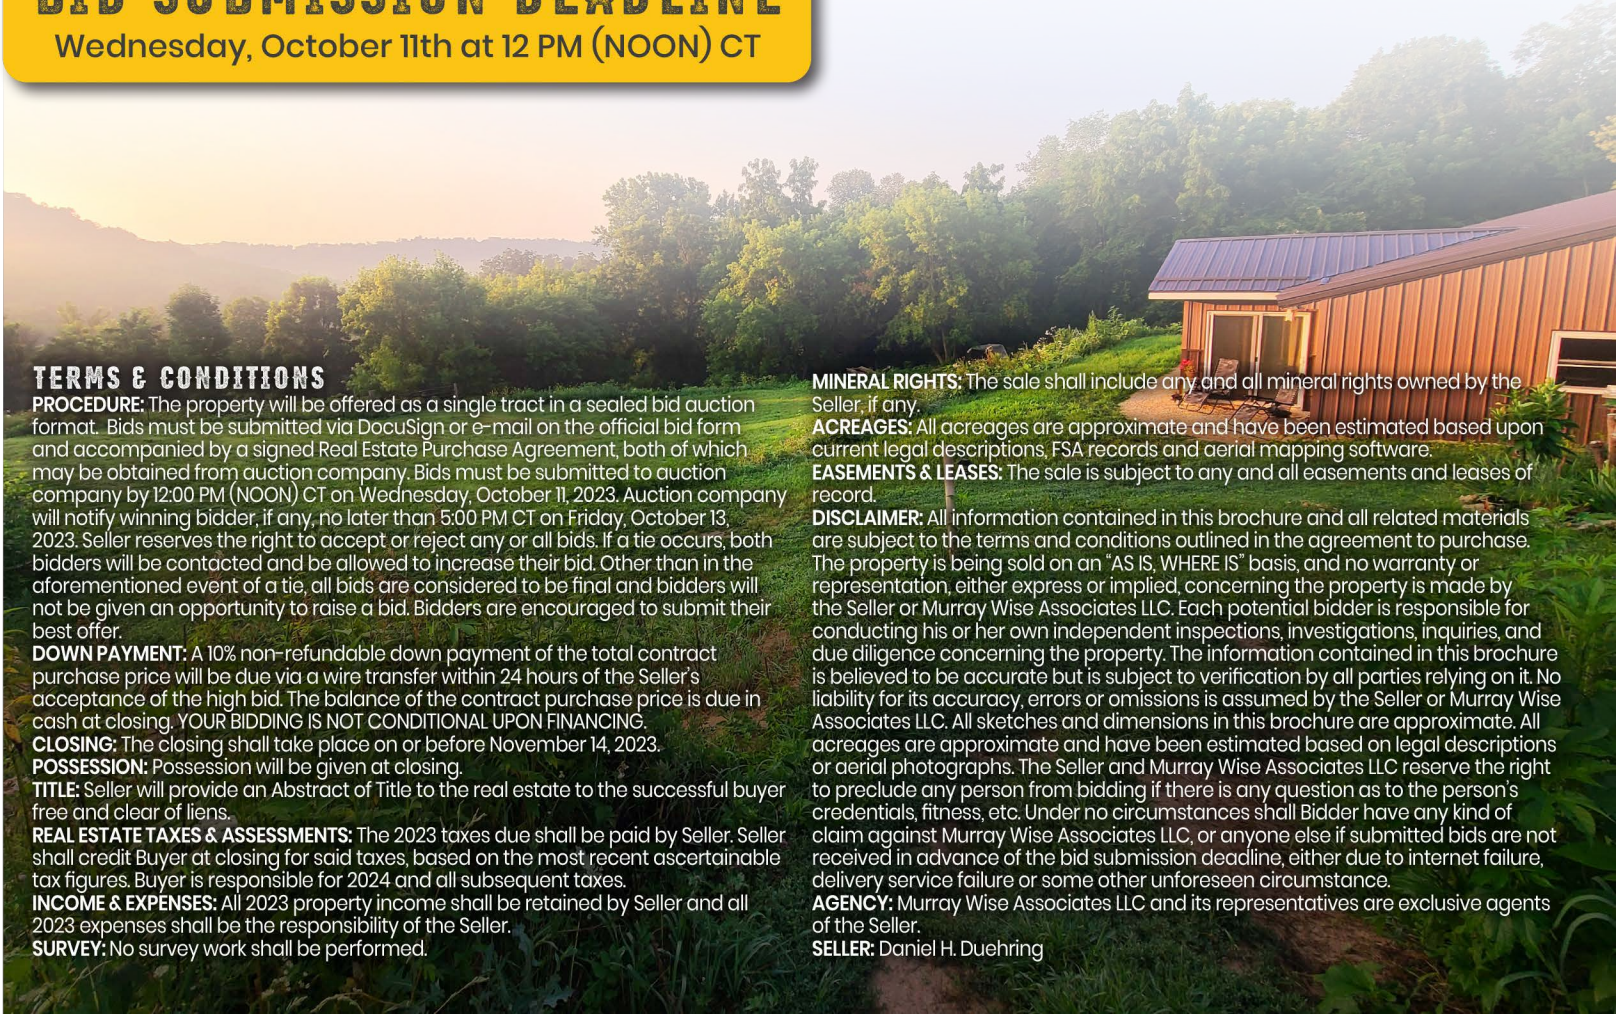 BID SUBMISSION DEADLINE
Wednesday, October 11th at 12 PM (NOON) CT
TERMS & CONDITIONS
PROCEDURE: The property will be offered as a single tract in a sealed bid auction
format.  Bids must be submitted via DocuSign or e-mail on the official bid form
and accompanied by a signed Real Estate Purchase Agreement, both of which
may be obtained from auction company. Bids must be submitted to auction
company by 12:00 PM (NOON) CT on Wednesday, October 11, 2023. Auction company
will notify winning bidder, if any, no later than 5:00 PM CT on Friday, October 13,
2023. Seller reserves the right to accept or reject any or all bids. If a tie occurs, both
bidders will be contacted and be allowed to increase their bid. Other than in the
aforementioned event of a tie, all bids are considered to be final and bidders will
not be given an opportunity to raise a bid. Bidders are encouraged to submit their
best offer.
DOWN PAYMENT: A 10% non-refundable down payment of the total contract
purchase price will be due via a wire transfer within 24 hours of the Seller's
acceptance of the high bid. The balance of the contract purchase price is due in
cash at closing. YOUR BIDDING IS NOT CONDITIONAL UPON FINANCING.
CLOSING: The closing shall take place on or before November 14, 2023.
POSSESSION: Possession will be given at closing.
TITLE: Seller will provide an Abstract of Title to the real estate to the successful buyer
free and clear of liens.
REAL ESTATE TAXES & ASSESSMENTS: The 2023 taxes due shall be paid by Seller. Seller
shall credit Buyer at closing for said taxes, based on the most recent ascertainable
tax figures. Buyer is responsible for 2024 and all subsequent taxes.
INCOME & EXPENSES: All 2023 property income shall be retained by Seller and all
2023 expenses shall be the responsibility of the Seller.
SURVEY: No survey work shall be performed.
MINERAL RIGHTS: The sale shall include any and all mineral rights owned by the
Seller, if any.
ACREAGES: All acreages are approximate and have been estimated based upon
current legal descriptions, FSA records and aerial mapping software.
EASEMENTS & LEASES: The sale is subject to any and all easements and leases of
record.
DISCLAIMER: All information contained in this brochure and all related materials
are subject to the terms and conditions outlined in the agreement to purchase.
The property is being sold on an “AS IS, WHERE IS” basis, and no warranty or
representation, either express or implied, concerning the property is made by
the Seller or Murray Wise Associates LLC. Each potential bidder is responsible for
conducting his or her own independent inspections, investigations, inquiries, and
due diligence concerning the property. The information contained in this brochure
is believed to be accurate but is subject to verification by all parties relying on it. No
liability for its accuracy, errors or omissions is assumed by the Seller or Murray Wise
Associates LLC. All sketches and dimensions in this brochure are approximate. All
acreages are approximate and have been estimated based on legal descriptions
or aerial photographs. The Seller and Murray Wise Associates LLC reserve the right
to preclude any person from bidding if there is any question as to the person's
credentials, fitness, etc. Under no circumstances shall Bidder have any kind of
claim against Murray Wise Associates LLC, or anyone else if submitted bids are not
received in advance of the bid submission deadline, either due to internet failure,
delivery service failure or some other unforeseen circumstance.
AGENCY: Murray Wise Associates LLC and its representatives are exclusive agents
of the Seller.
SELLER: Daniel H. Duehring